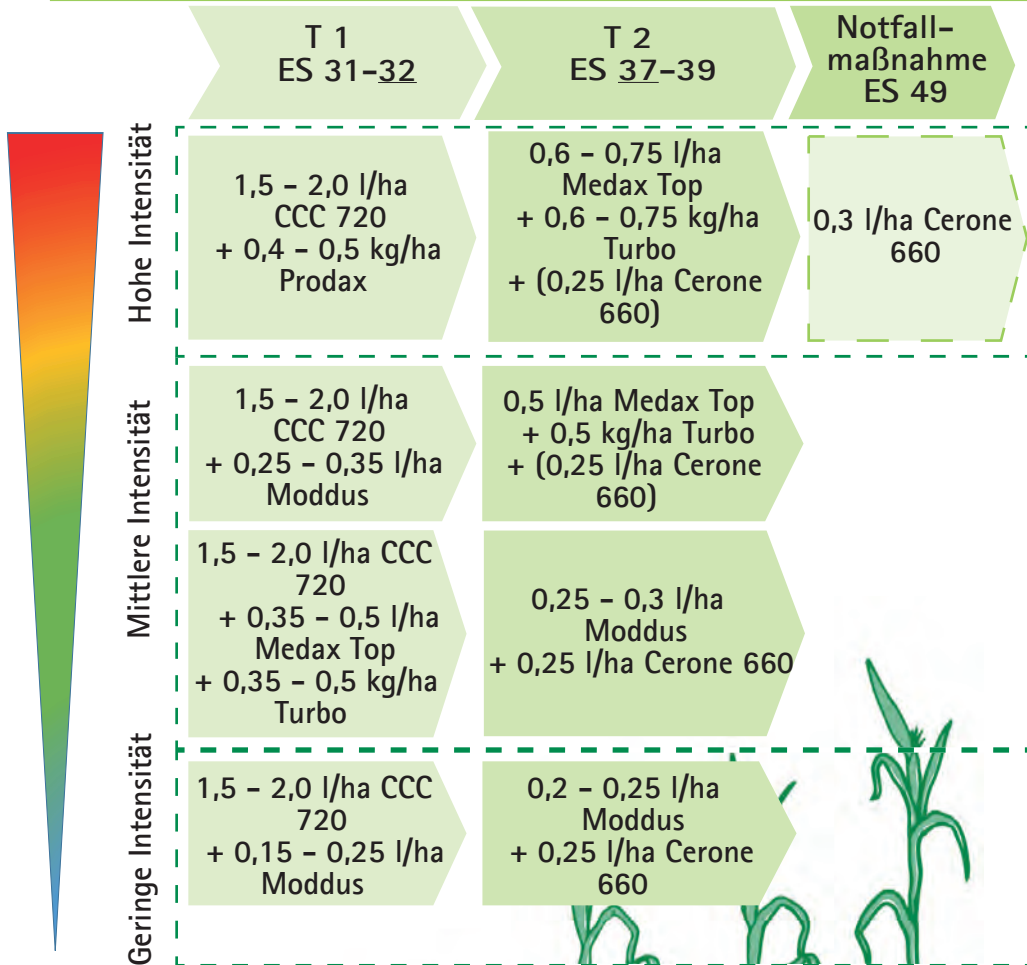 T 1
ES 31–32
T 2
ES 37–39
Notfall-
maßnahme
ES 49
Hohe Intensität
1,5 – 2,0 l/ha
CCC 720
+ 0,4 – 0,5 kg/ha
Prodax
0,6 – 0,75 l/ha
Medax Top
+ 0,6 – 0,75 kg/ha
Turbo
+ (0,25 l/ha Cerone
660)
0,3 l/ha Cerone
660
Mittlere Intensität
1,5 – 2,0 l/ha
CCC 720
+ 0,25 – 0,35 l/ha
Moddus
0,5 l/ha Medax Top
+ 0,5 kg/ha Turbo
+ (0,25 l/ha Cerone
660)
1,5 – 2,0 l/ha CCC
720
+ 0,35 – 0,5 l/ha
Medax Top
+ 0,35 – 0,5 kg/ha
Turbo
0,25 – 0,3 l/ha
Moddus
+ 0,25 l/ha Cerone 660
Geringe Intensität
1,5 – 2,0 l/ha CCC
720
+ 0,15 – 0,25 l/ha
Moddus
0,2 – 0,25 l/ha
Moddus
+ 0,25 l/ha Cerone
660